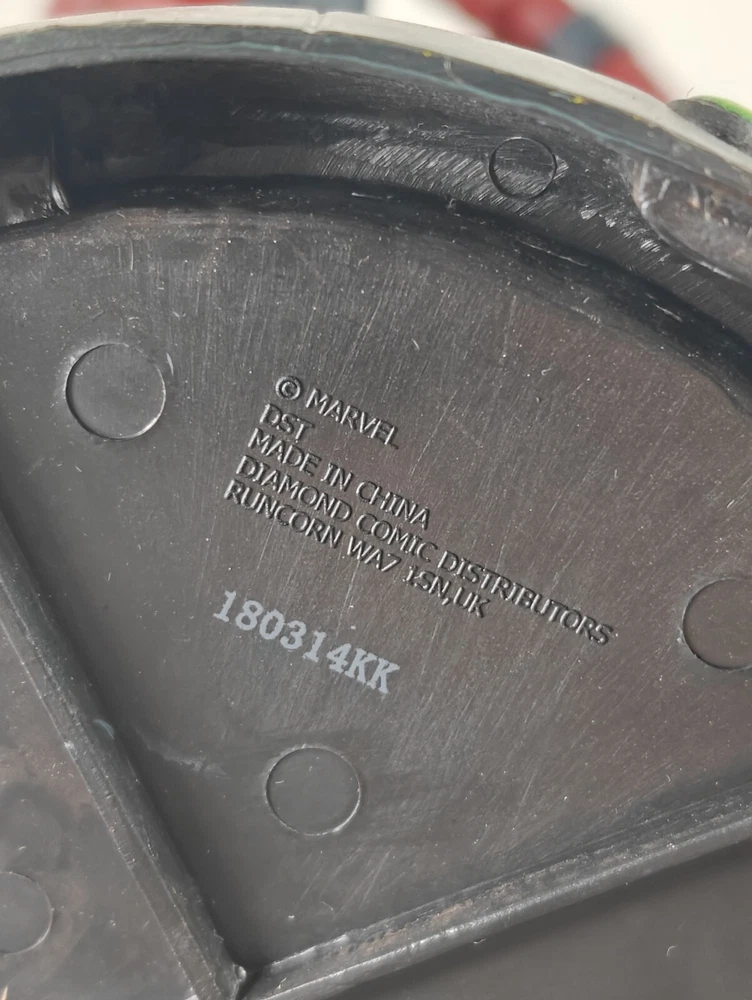 © MARVEL
DST
MADE IN CHINA
DIAMOND COMIC DISTRIBUTORS
RUNCORN WA7 1SN,UK
180314KK